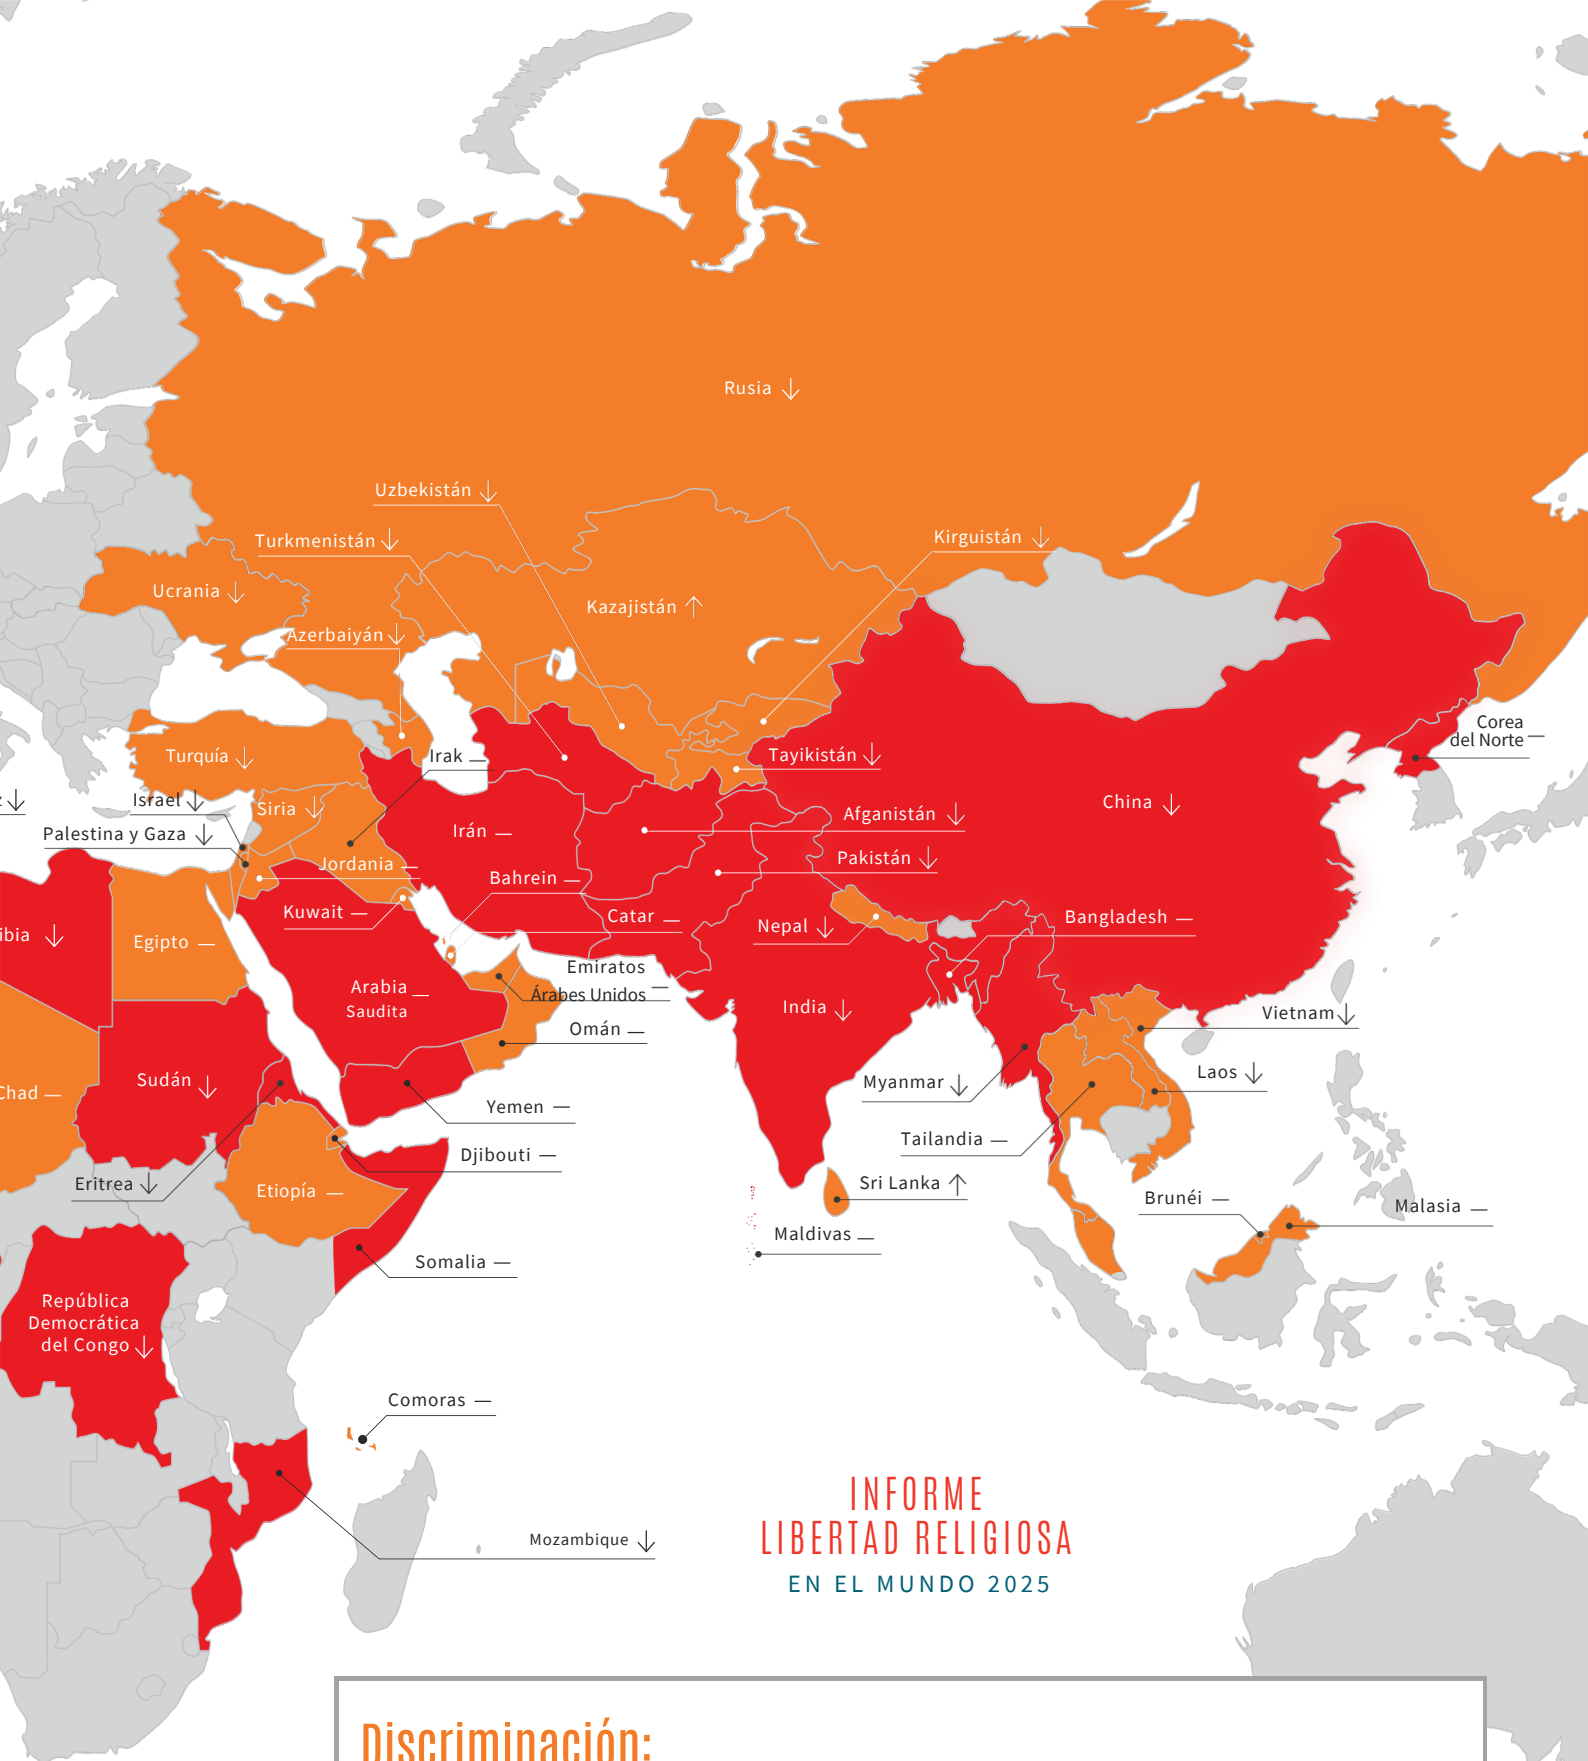 Rusia ↓
Uzbekistán ↓
Turkmenistán ↓
Kirguistán ↓
Ucrania ↓
Kazajistán ↑
Azerbaiyán ↓
Corea
del Norte —
Turquía ↓
Irak —
Tayikistán ↓
Israel ↓
Siria ↓
China ↓
Afganistán ↓
Palestina y Gaza ↓
Irán —
Jordania —
Pakistán ↓
Bahrein —
Kuwait —
Catar —
Nepal ↓
Bangladesh —
ibia ↓
Egipto —
Emiratos
Árabes Unidos —
Arabia
Saudita —
India ↓
Vietnam ↓
Omán —
Sudán ↓
Laos ↓
Myanmar ↓
Chad —
Yemen —
Tailandia —
Djibouti —
Eritrea ↓
Etiopía —
Sri Lanka ↑
Brunéi —
Malasia —
Maldivas —
Somalia —
República
Democrática
del Congo ↓
Comoras —
Mozambique ↓
INFORME
LIBERTAD RELIGIOSA
EN EL MUNDO 2025
Discriminación: